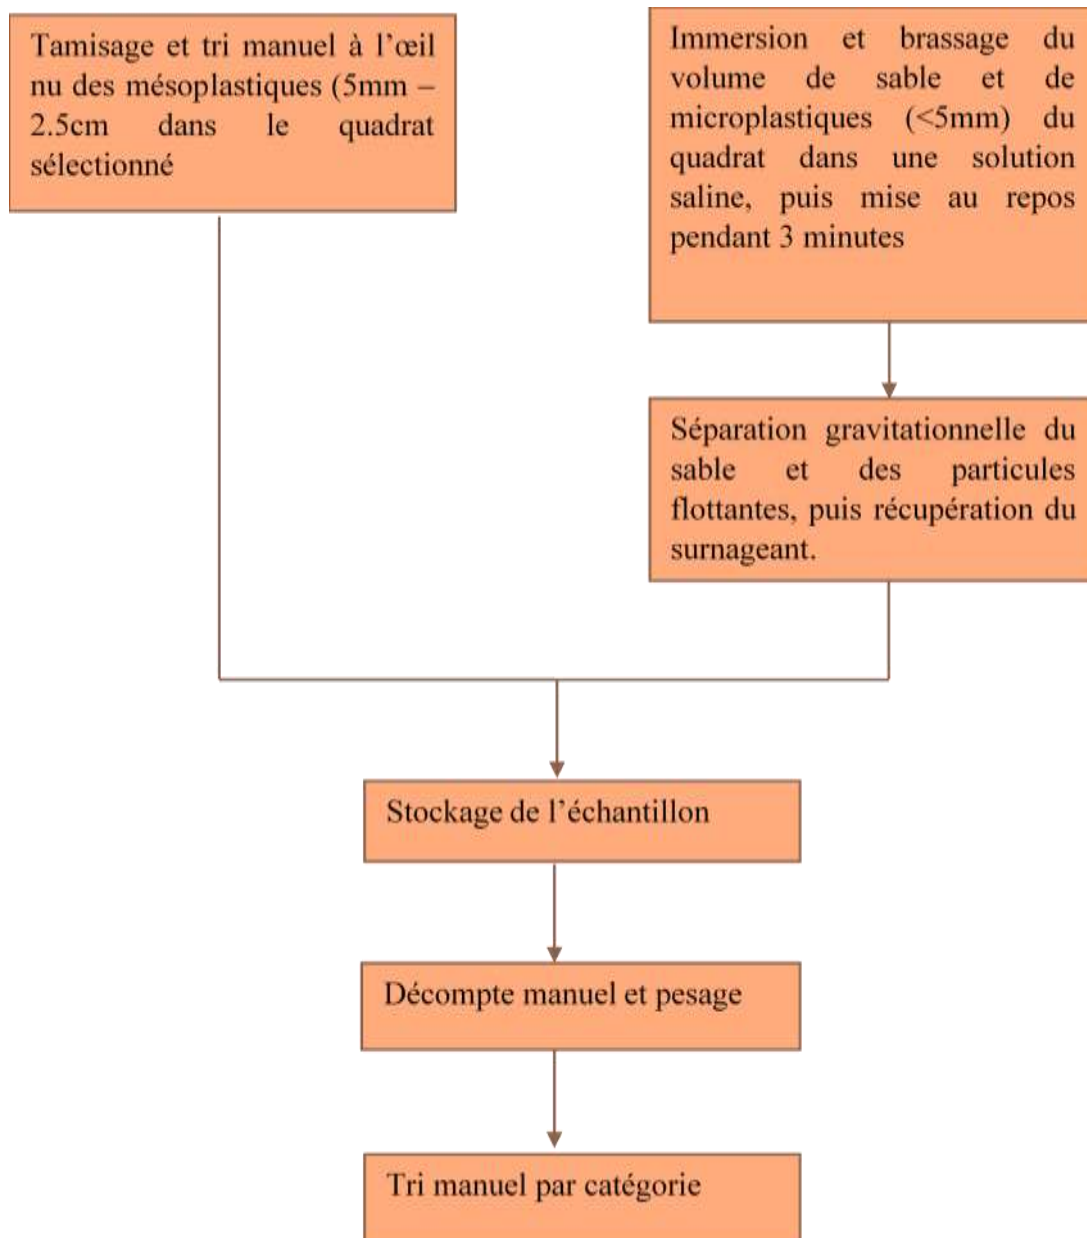 Tamisage et tri manuel à l’œil
nu des mésoplastiques (5mm –
2.5cm dans le quadrat
sélectionné
Immersion et brassage du
volume de sable et de
microplastiques (<5mm) du
quadrat dans une solution
saline, puis mise au repos
pendant 3 minutes
Séparation gravitationnelle du
sable et des particules
flottantes, puis récupération du
surnageant.
Stockage de l’échantillon
Décompte manuel et pesage
Tri manuel par catégorie